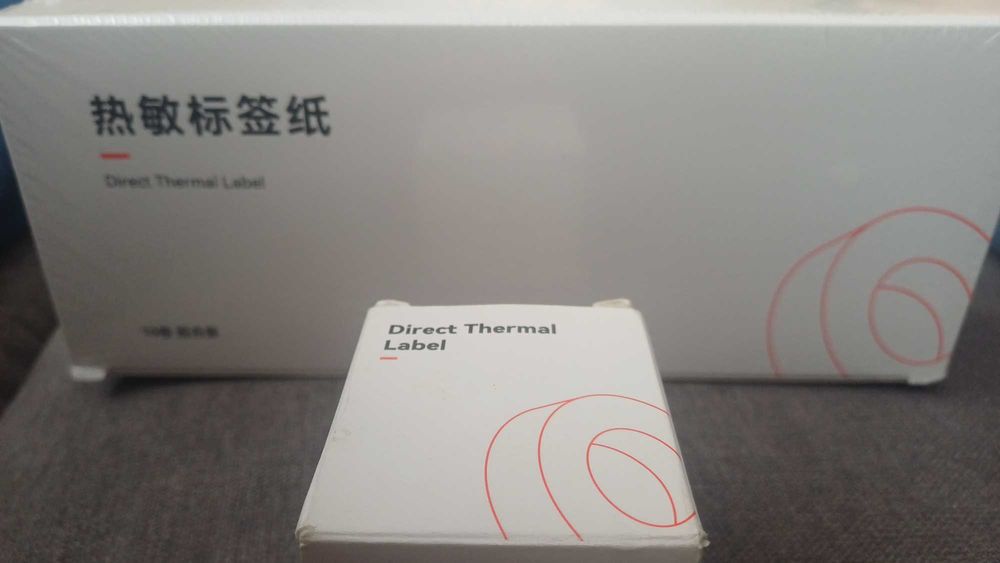 热敏标签纸
Direct Thermal Label
Direct Thermal
Label